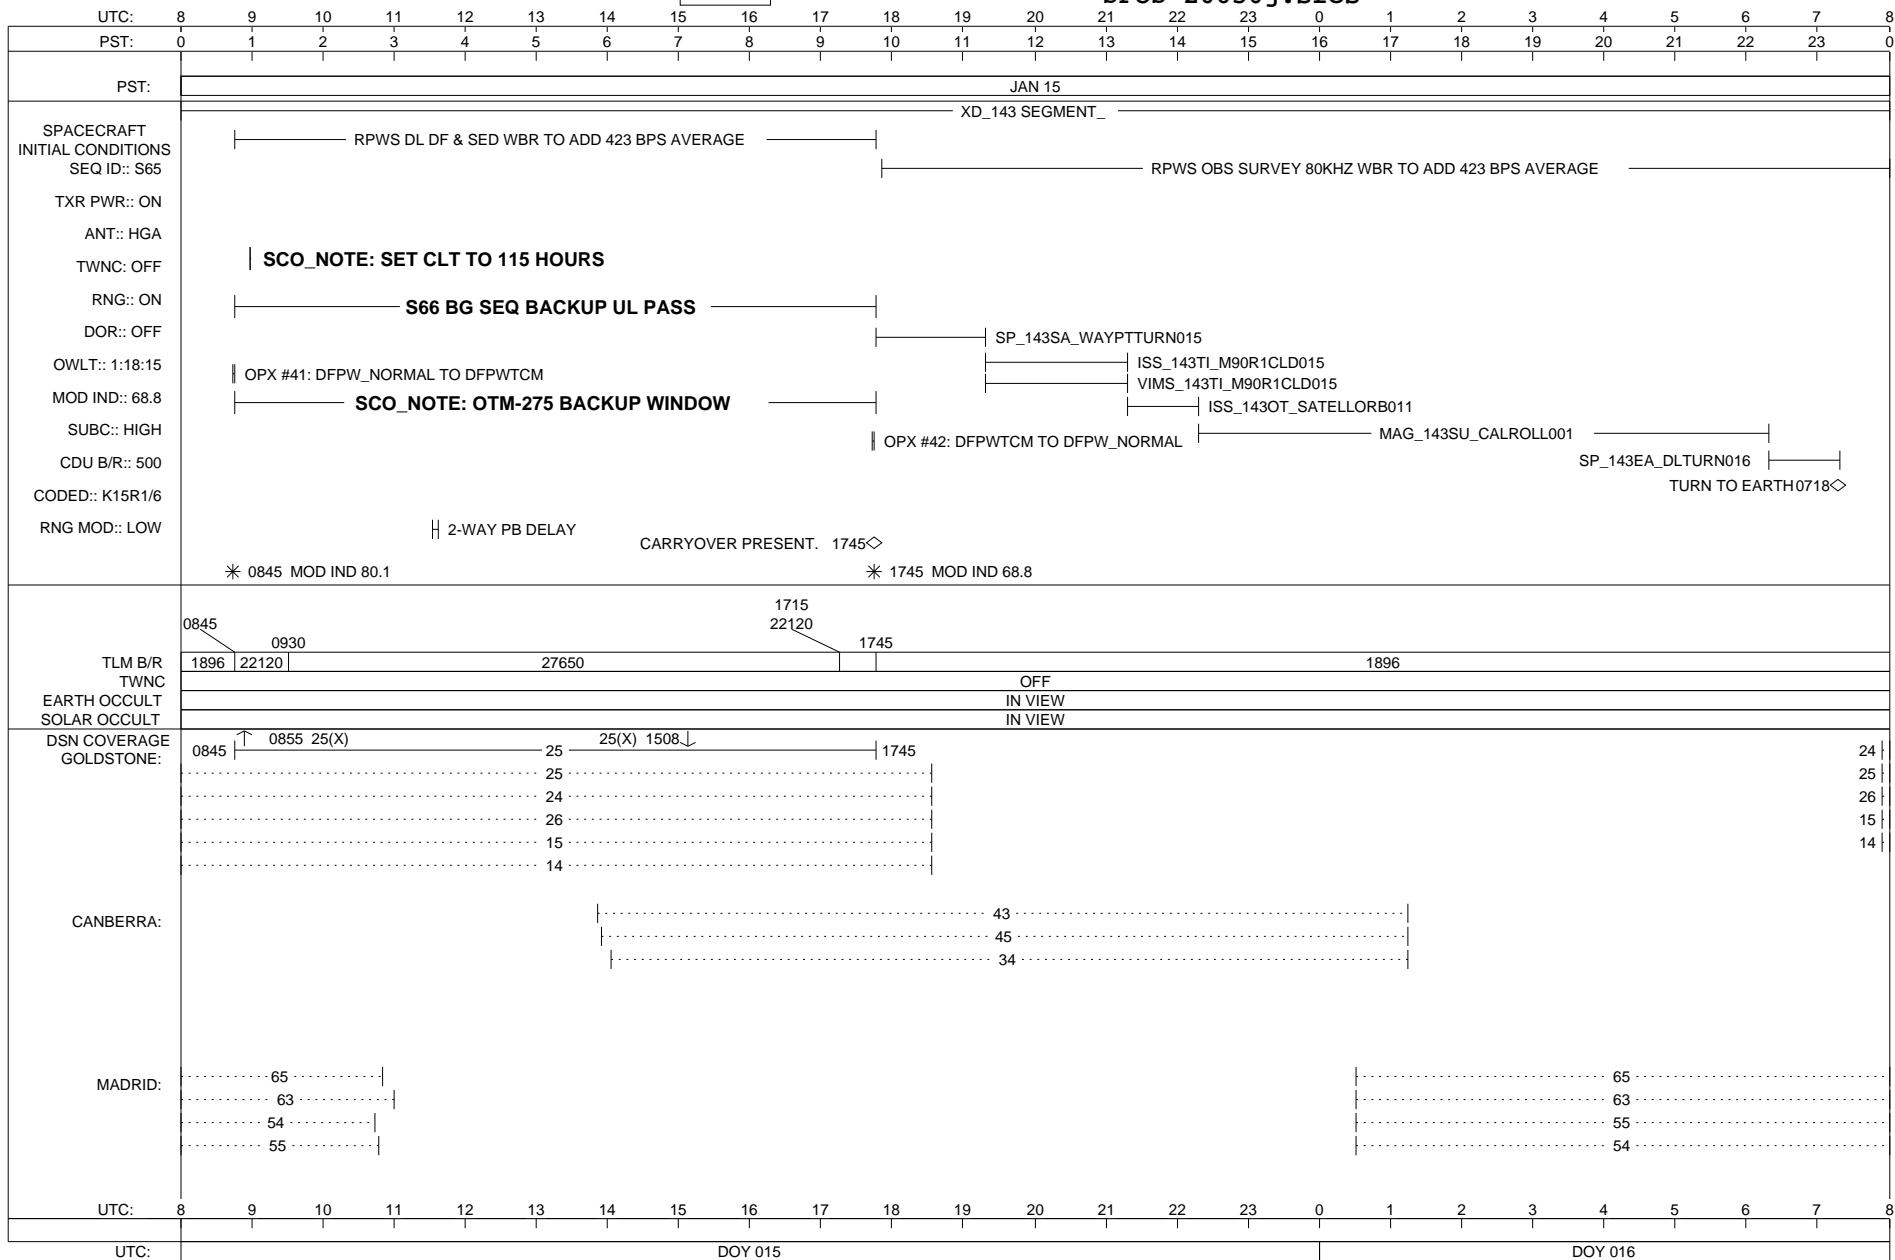 UTC: 8 9 10 11 12 13 14 15 16 17 18 19 20 21 22 23 0 1 2 3 4 5 6 7 8
PST: 0 1 2 3 4 5 6 7 8 9 10 11 12 13 14 15 16 17 18 19 20 21 22 23 0
PST: JAN 15
XD_143 SEGMENT_
SPACECRAFT
INITIAL CONDITIONS
RPWS DL DF & SED WBR TO ADD 423 BPS AVERAGE
SEQ ID:: S65
RPWS OBS SURVEY 80KHZ WBR TO ADD 423 BPS AVERAGE
TXR PWR:: ON
ANT:: HGA
TWNC: OFF
SCO_NOTE: SET CLT TO 115 HOURS
RNG:: ON
S66 BG SEQ BACKUP UL PASS
DOR:: OFF
SP_143SA_WAYPTTURN015
OWLT:: 1:18:15
ISS_143TI_M90R1CLD015
OPX #41: DFPW_NORMAL TO DFPWTCM
VIMS_143TI_M90R1CLD015
MOD IND:: 68.8
SCO_NOTE: OTM-275 BACKUP WINDOW
ISS_143OT_SATELLORB011
SUBC:: HIGH
OPX #42: DFPWTCM TO DFPW_NORMAL
MAG_143SU_CALROLL001
CDU B/R:: 500
SP_143EA_DLTURN016
CODED:: K15R1/6
TURN TO EARTH 0718
RNG MOD:: LOW
2-WAY PB DELAY
CARRYOVER PRESENT. 1745
0845 MOD IND 80.1
1745 MOD IND 68.8
1715
0845 22120
0930 1745
TLM B/R 1896 22120 27650 1896
TWNC OFF
EARTH OCCULT IN VIEW
SOLAR OCCULT IN VIEW
DSN COVERAGE
0855 25(X) 25(X) 1508
GOLDSTONE: 0845 25 1745 24
25 25
24 26
26 15
15 14
14
CANBERRA: 43
45
34
MADRID: 65 65
63 63
54 55
55 54
UTC: 8 9 10 11 12 13 14 15 16 17 18 19 20 21 22 23 0 1 2 3 4 5 6 7 8
UTC: DOY 015 DOY 016